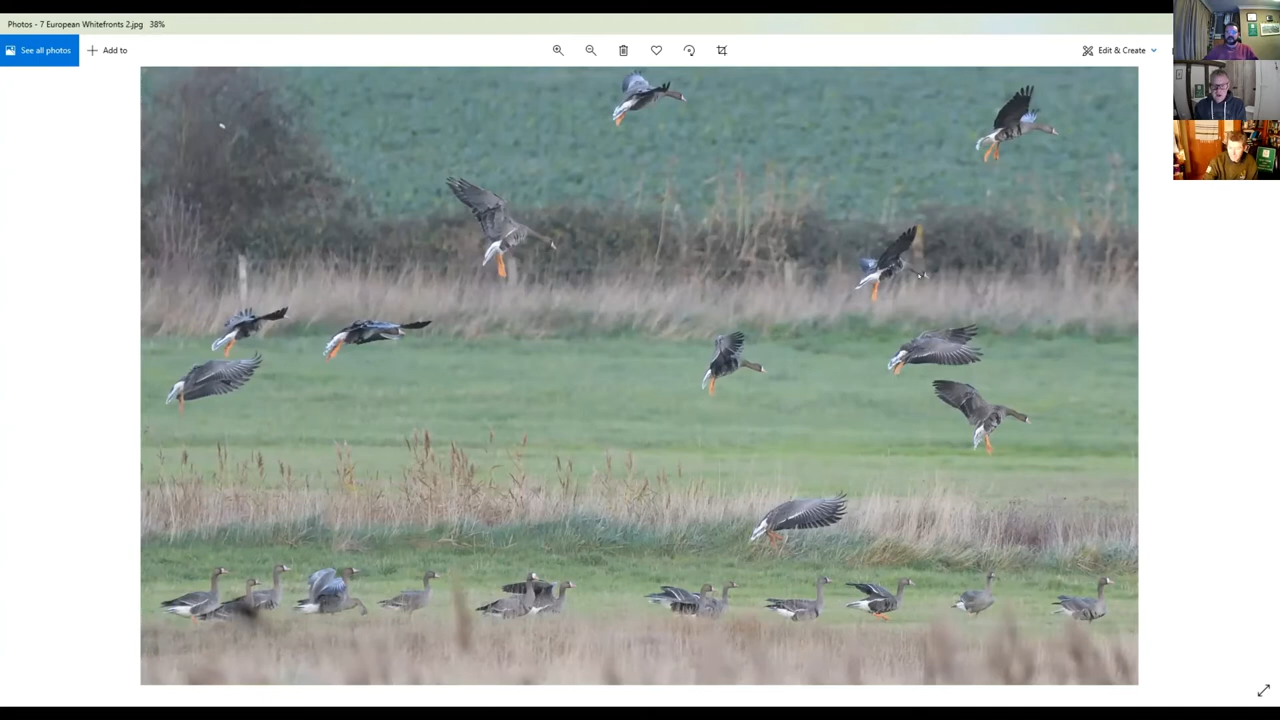 Photos - 7 European Whitefronts 2.jpg 38%
See all photos
Add to
Edit & Create